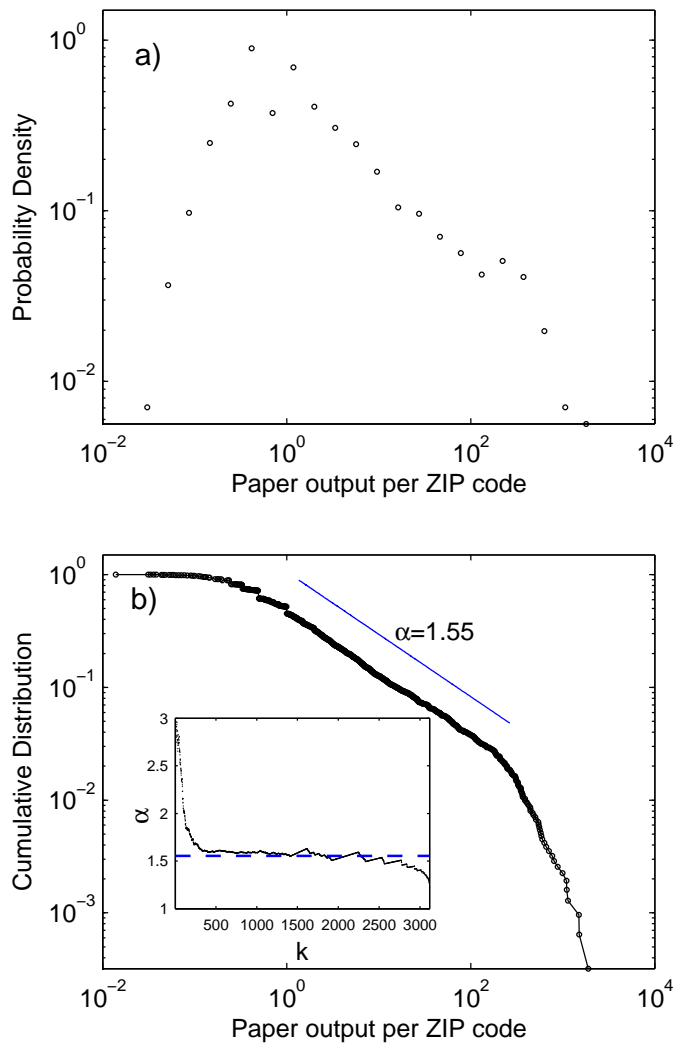 a)
Probability Density
10^0
10^−1
10^−2
10^−2 10^0 10^2 10^4
Paper output per ZIP code
b)
Cumulative Distribution
10^0
10^−1
10^−2
10^−3
α=1.55
α
3
2.5
2
1.5
1
500 1000 1500 2000 2500 3000
k
10^−2 10^0 10^2 10^4
Paper output per ZIP code